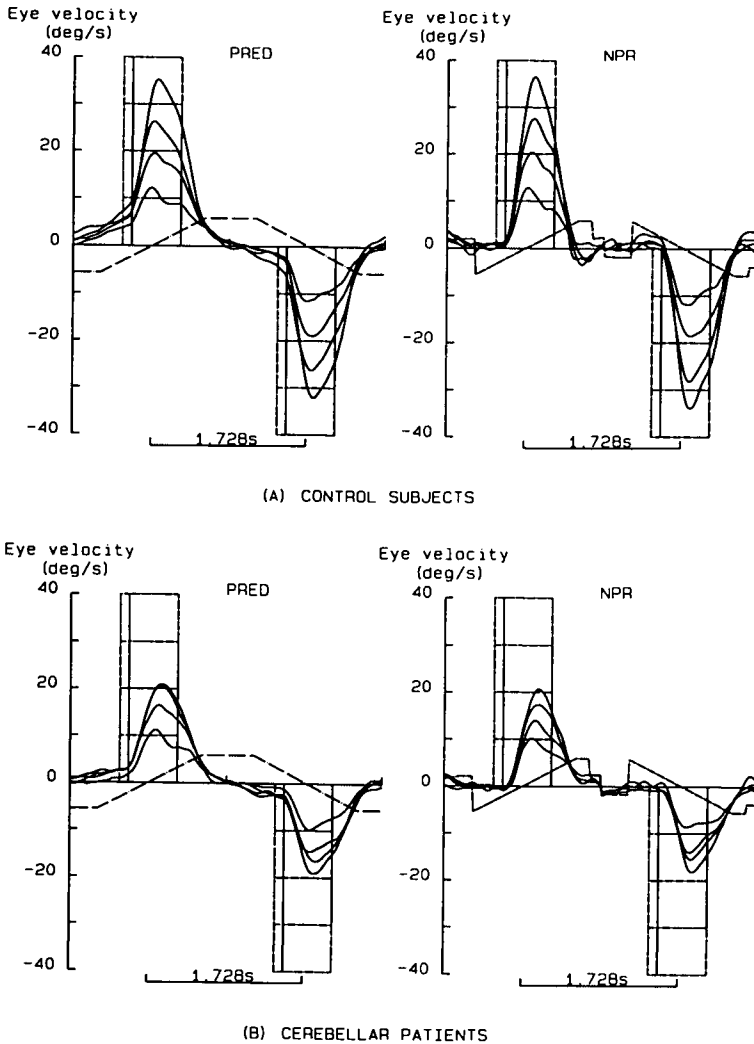 Eye velocity
(deg/s)
PRED
40
20
0
-20
-40
1.728s
Eye velocity
(deg/s)
NPR
40
20
0
-20
-40
1.728s
(A) CONTROL SUBJECTS
Eye velocity
(deg/s)
PRED
40
20
0
-20
-40
1.728s
Eye velocity
(deg/s)
NPR
40
20
0
-20
-40
1.728s
(B) CEREBELLAR PATIENTS